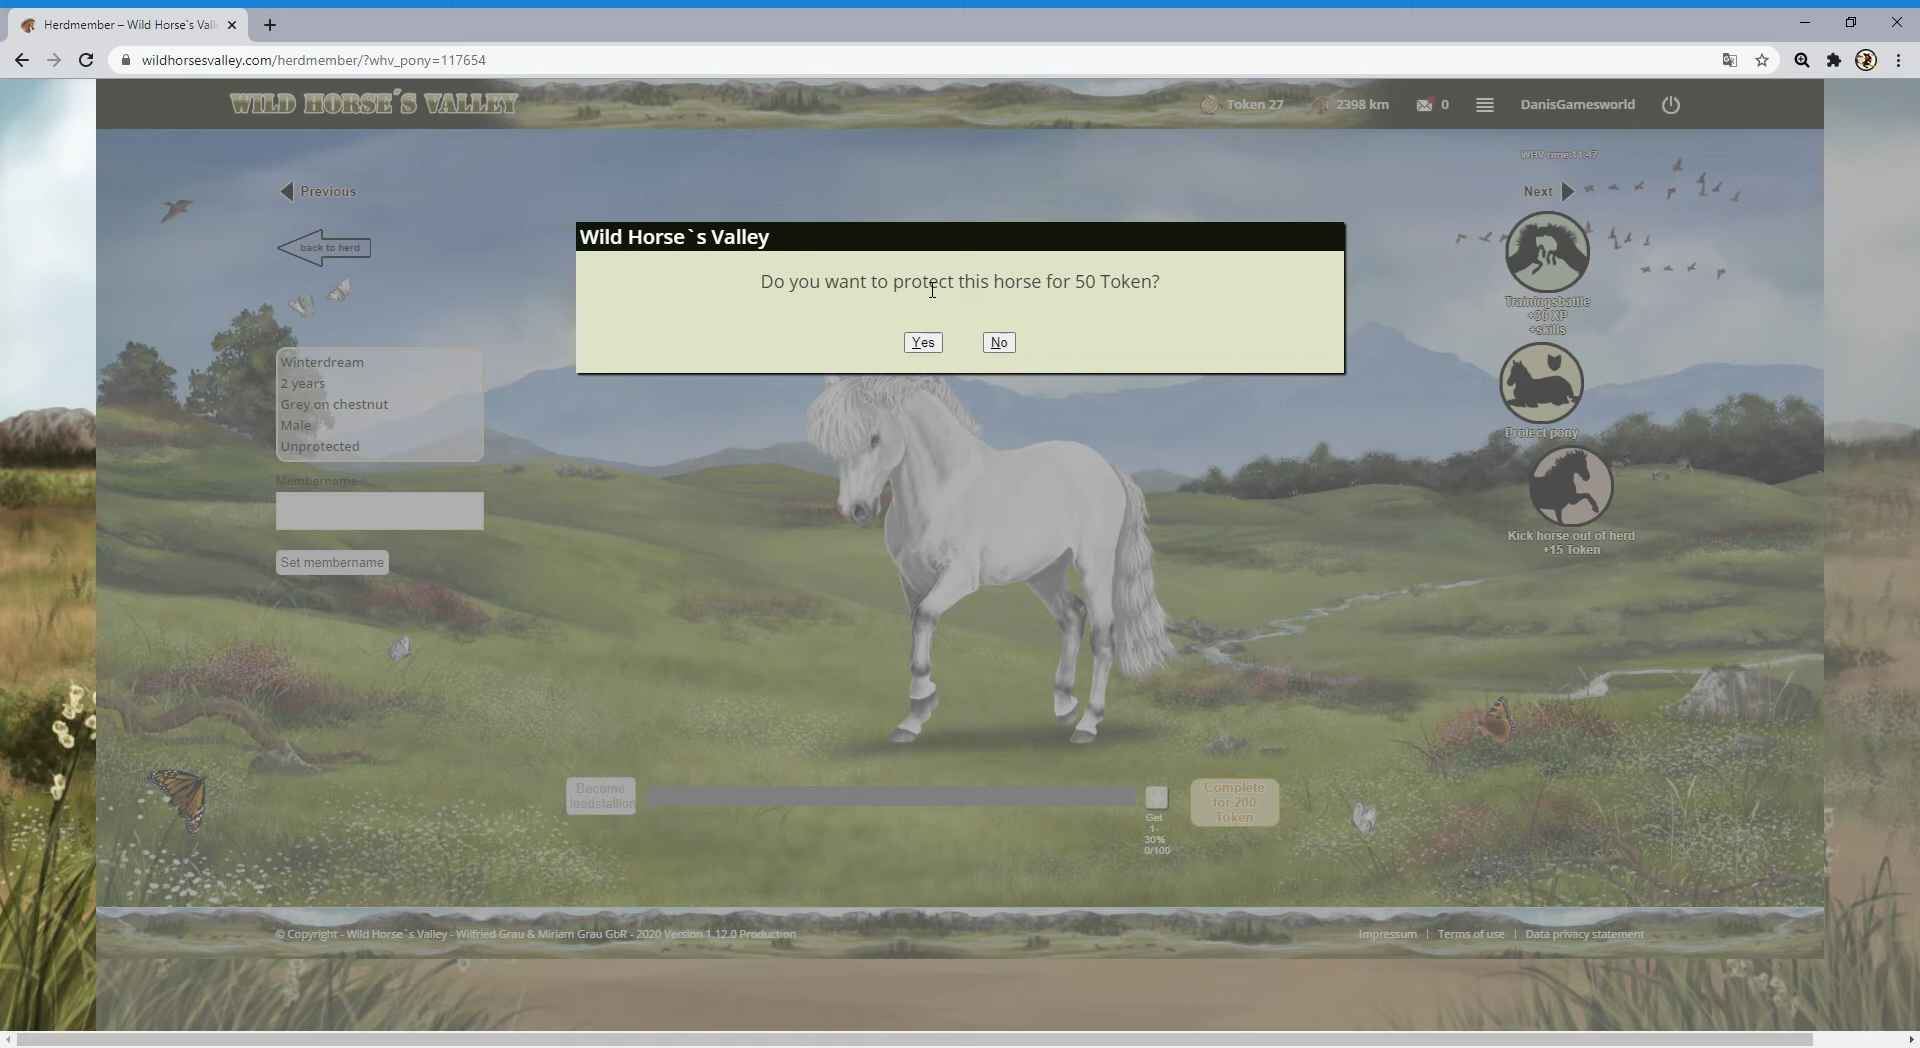 Herdmember – Wild Horse`s Vall
wildhorsesvalley.com/herdmember/?whv_pony=117654
WILD HORSE´S VALLEY
Token 27
2398 km
0
DanisGamesworld
WHV time:11:47
Previous
Next
back to herd
Wild Horse`s Valley
Do you want to protect this horse for 50 Token?
Yes
No
Trainingsbattle
+30 XP
+skills
Winterdream
2 years
Grey on chestnut
Male
Unprotected
Protect pony
Membername
Kick horse out of herd
+15 Token
Set membername
Become
leadstallion
Get
1-
30%
0/100
Complete
for 200
Token
© Copyright - Wild Horse`s Valley - Wilfried Grau & Miriam Grau GbR - 2020 Version 1.12.0 Production
Impressum | Terms of use | Data privacy statement